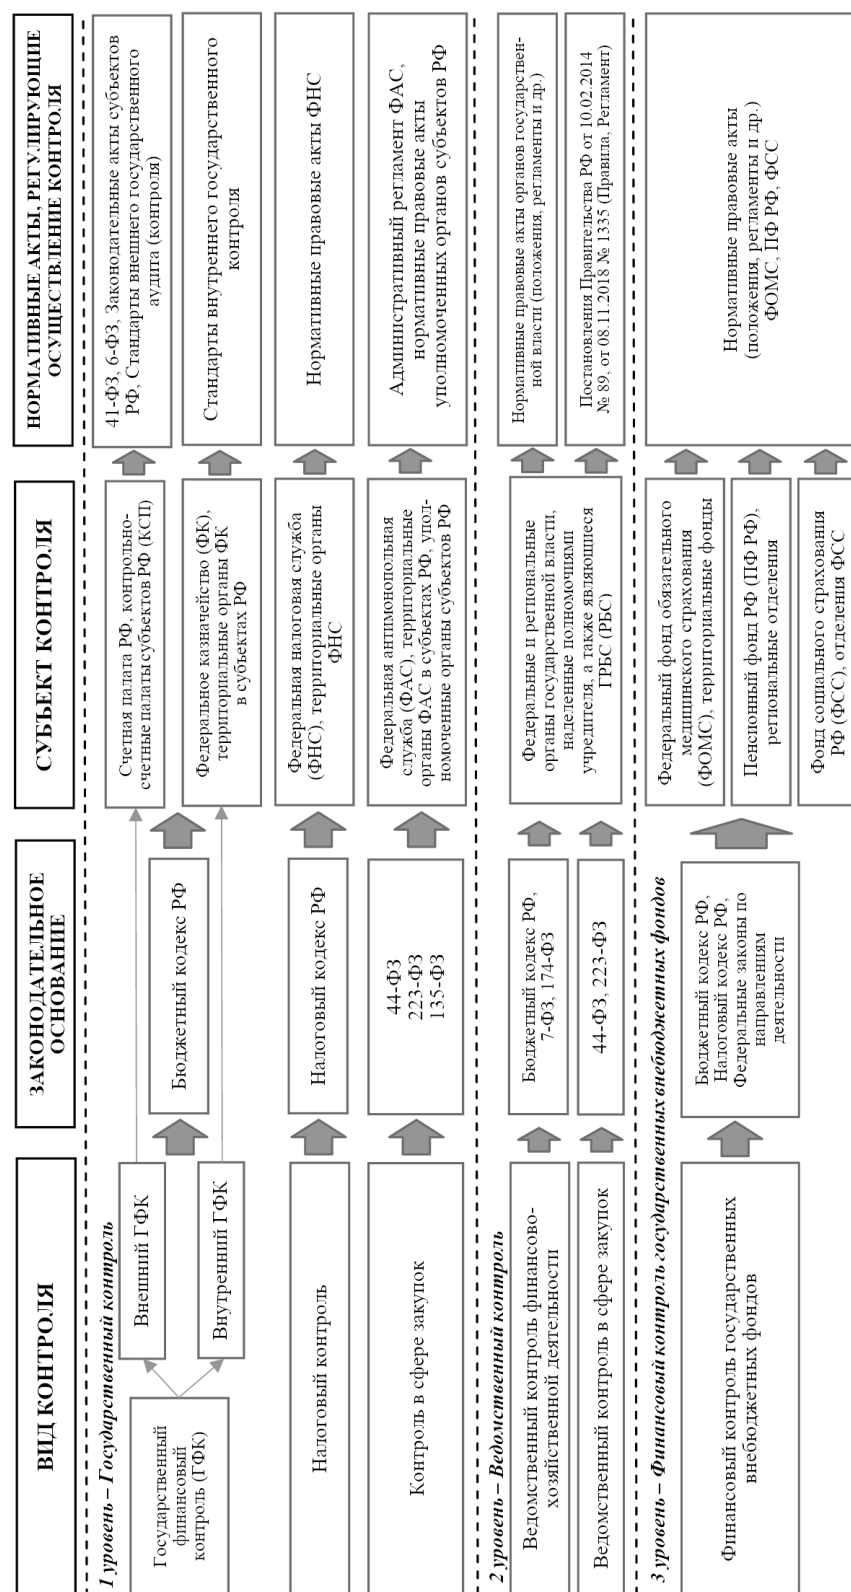 ВИД КОНТРОЛЯ
ЗАКОНОДАТЕЛЬНОЕ
ОСНОВАНИЕ
СУБЪЕКТ КОНТРОЛЯ
НОРМАТИВНЫЕ АКТЫ, РЕГУЛИРУЮЩИЕ
ОСУЩЕСТВЛЕНИЕ КОНТРОЛЯ
1 уровень – Государственный контроль
Государственный
финансовый
контроль (ГФК)
Внешний ГФК
Внутренний ГФК
Бюджетный кодекс РФ
Счетная палата РФ, контрольно-
счетные палаты субъектов РФ (КСП)
41-ФЗ, 6-ФЗ, Законодательные акты субъектов
РФ, Стандарты внешнего государственного
аудита (контроля)
Федеральное казначейство (ФК),
территориальные органы ФК
в субъектах РФ
Стандарты внутреннего государственного
контроля
Налоговый контроль
Налоговый кодекс РФ
Федеральная налоговая служба
(ФНС), территориальные органы
ФНС
Нормативные правовые акты ФНС
Контроль в сфере закупок
44-ФЗ
223-ФЗ
135-ФЗ
Федеральная антимонопольная
служба (ФАС), территориальные
органы ФАС в субъектах РФ, упол-
номоченные органы субъектов РФ
Административный регламент ФАС,
нормативные правовые акты
уполномоченных органов субъектов РФ
2 уровень – Ведомственный контроль
Ведомственный контроль финансово-
хозяйственной деятельности
Бюджетный кодекс РФ,
7-ФЗ, 174-ФЗ
Федеральные и региональные
органы государственной власти,
наделенные полномочиями
учредителя, а также являющиеся
ГРБС (РБС)
Нормативные правовые акты органов государствен-
ной власти (положения, регламенты и др.)
Ведомственный контроль в сфере закупок
44-ФЗ, 223-ФЗ
Постановления Правительства РФ от 10.02.2014
№ 89, от 08.11.2018 № 1335 (Правила, Регламент)
3 уровень – Финансовый контроль государственных внебюджетных фондов
Финансовый контроль государственных
внебюджетных фондов
Бюджетный кодекс РФ,
Налоговый кодекс РФ,
Федеральные законы по
направлениям
деятельности
Федеральный фонд обязательного
медицинского страхования
(ФОМС), территориальные фонды
Пенсионный фонд РФ (ПФ РФ),
региональные отделения
Фонд социального страхования
РФ (ФСС), отделения ФСС
Нормативные правовые акты
(положения, регламенты и др.)
ФОМС, ПФ РФ, ФСС